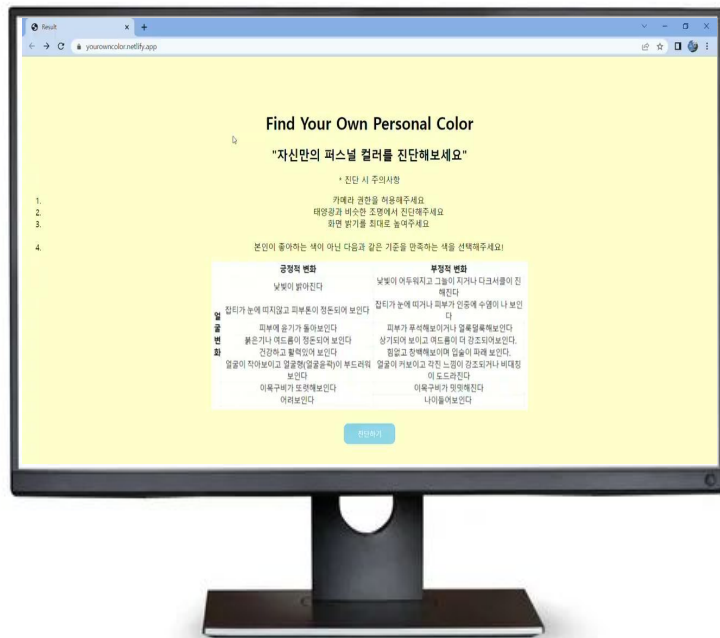 Result
yourowncolor.netlify.app
Find Your Own Personal Color
"자신만의 퍼스널 컬러를 진단해보세요"
* 진단 시 주의사항
1. 카메라 권한을 허용해주세요
2. 태양광과 비슷한 조명에서 진단해주세요
3. 화면 밝기를 최대로 높여주세요
4. 본인이 좋아하는 색이 아닌 다음과 같은 기준을 만족하는 색을 선택해주세요!
얼굴변화
긍정적 변화 부정적 변화
낯빛이 밝아진다 낯빛이 어두워지고 그늘이 지거나 다크서클이 진해진다
잡티가 눈에 띄지않고 피부톤이 정돈되어 보인다 잡티가 눈에 띄거나 피부가 인중에 수염이 나 보인다
피부에 윤기가 돌아보인다 피부가 푸석해보이거나 얼룩덜룩해보인다
붉은기나 여드름이 정돈되어 보인다 상기되어 보이고 여드름이 더 강조되어보인다.
건강하고 활력있어 보인다 힘없고 창백해보이며 입술이 파래 보인다.
얼굴이 작아보이고 얼굴형(얼굴윤곽)이 부드러워보인다 얼굴이 커보이고 각진 느낌이 강조되거나 비대칭이 도드라진다
이목구비가 또렷해보인다 이목구비가 밋밋해진다
어려보인다 나이들어보인다
진단하기